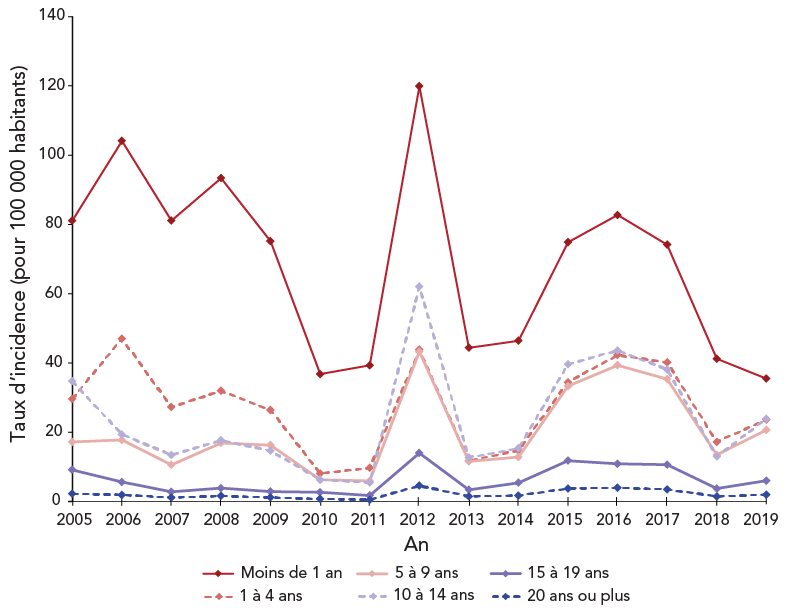 Taux d'incidence (pour 100 000 habitants)
140
120
100
80
60
40
20
0
2005 2006 2007 2008 2009 2010 2011 2012 2013 2014 2015 2016 2017 2018 2019
An
Moins de 1 an 5 à 9 ans 15 à 19 ans
1 à 4 ans 10 à 14 ans 20 ans ou plus